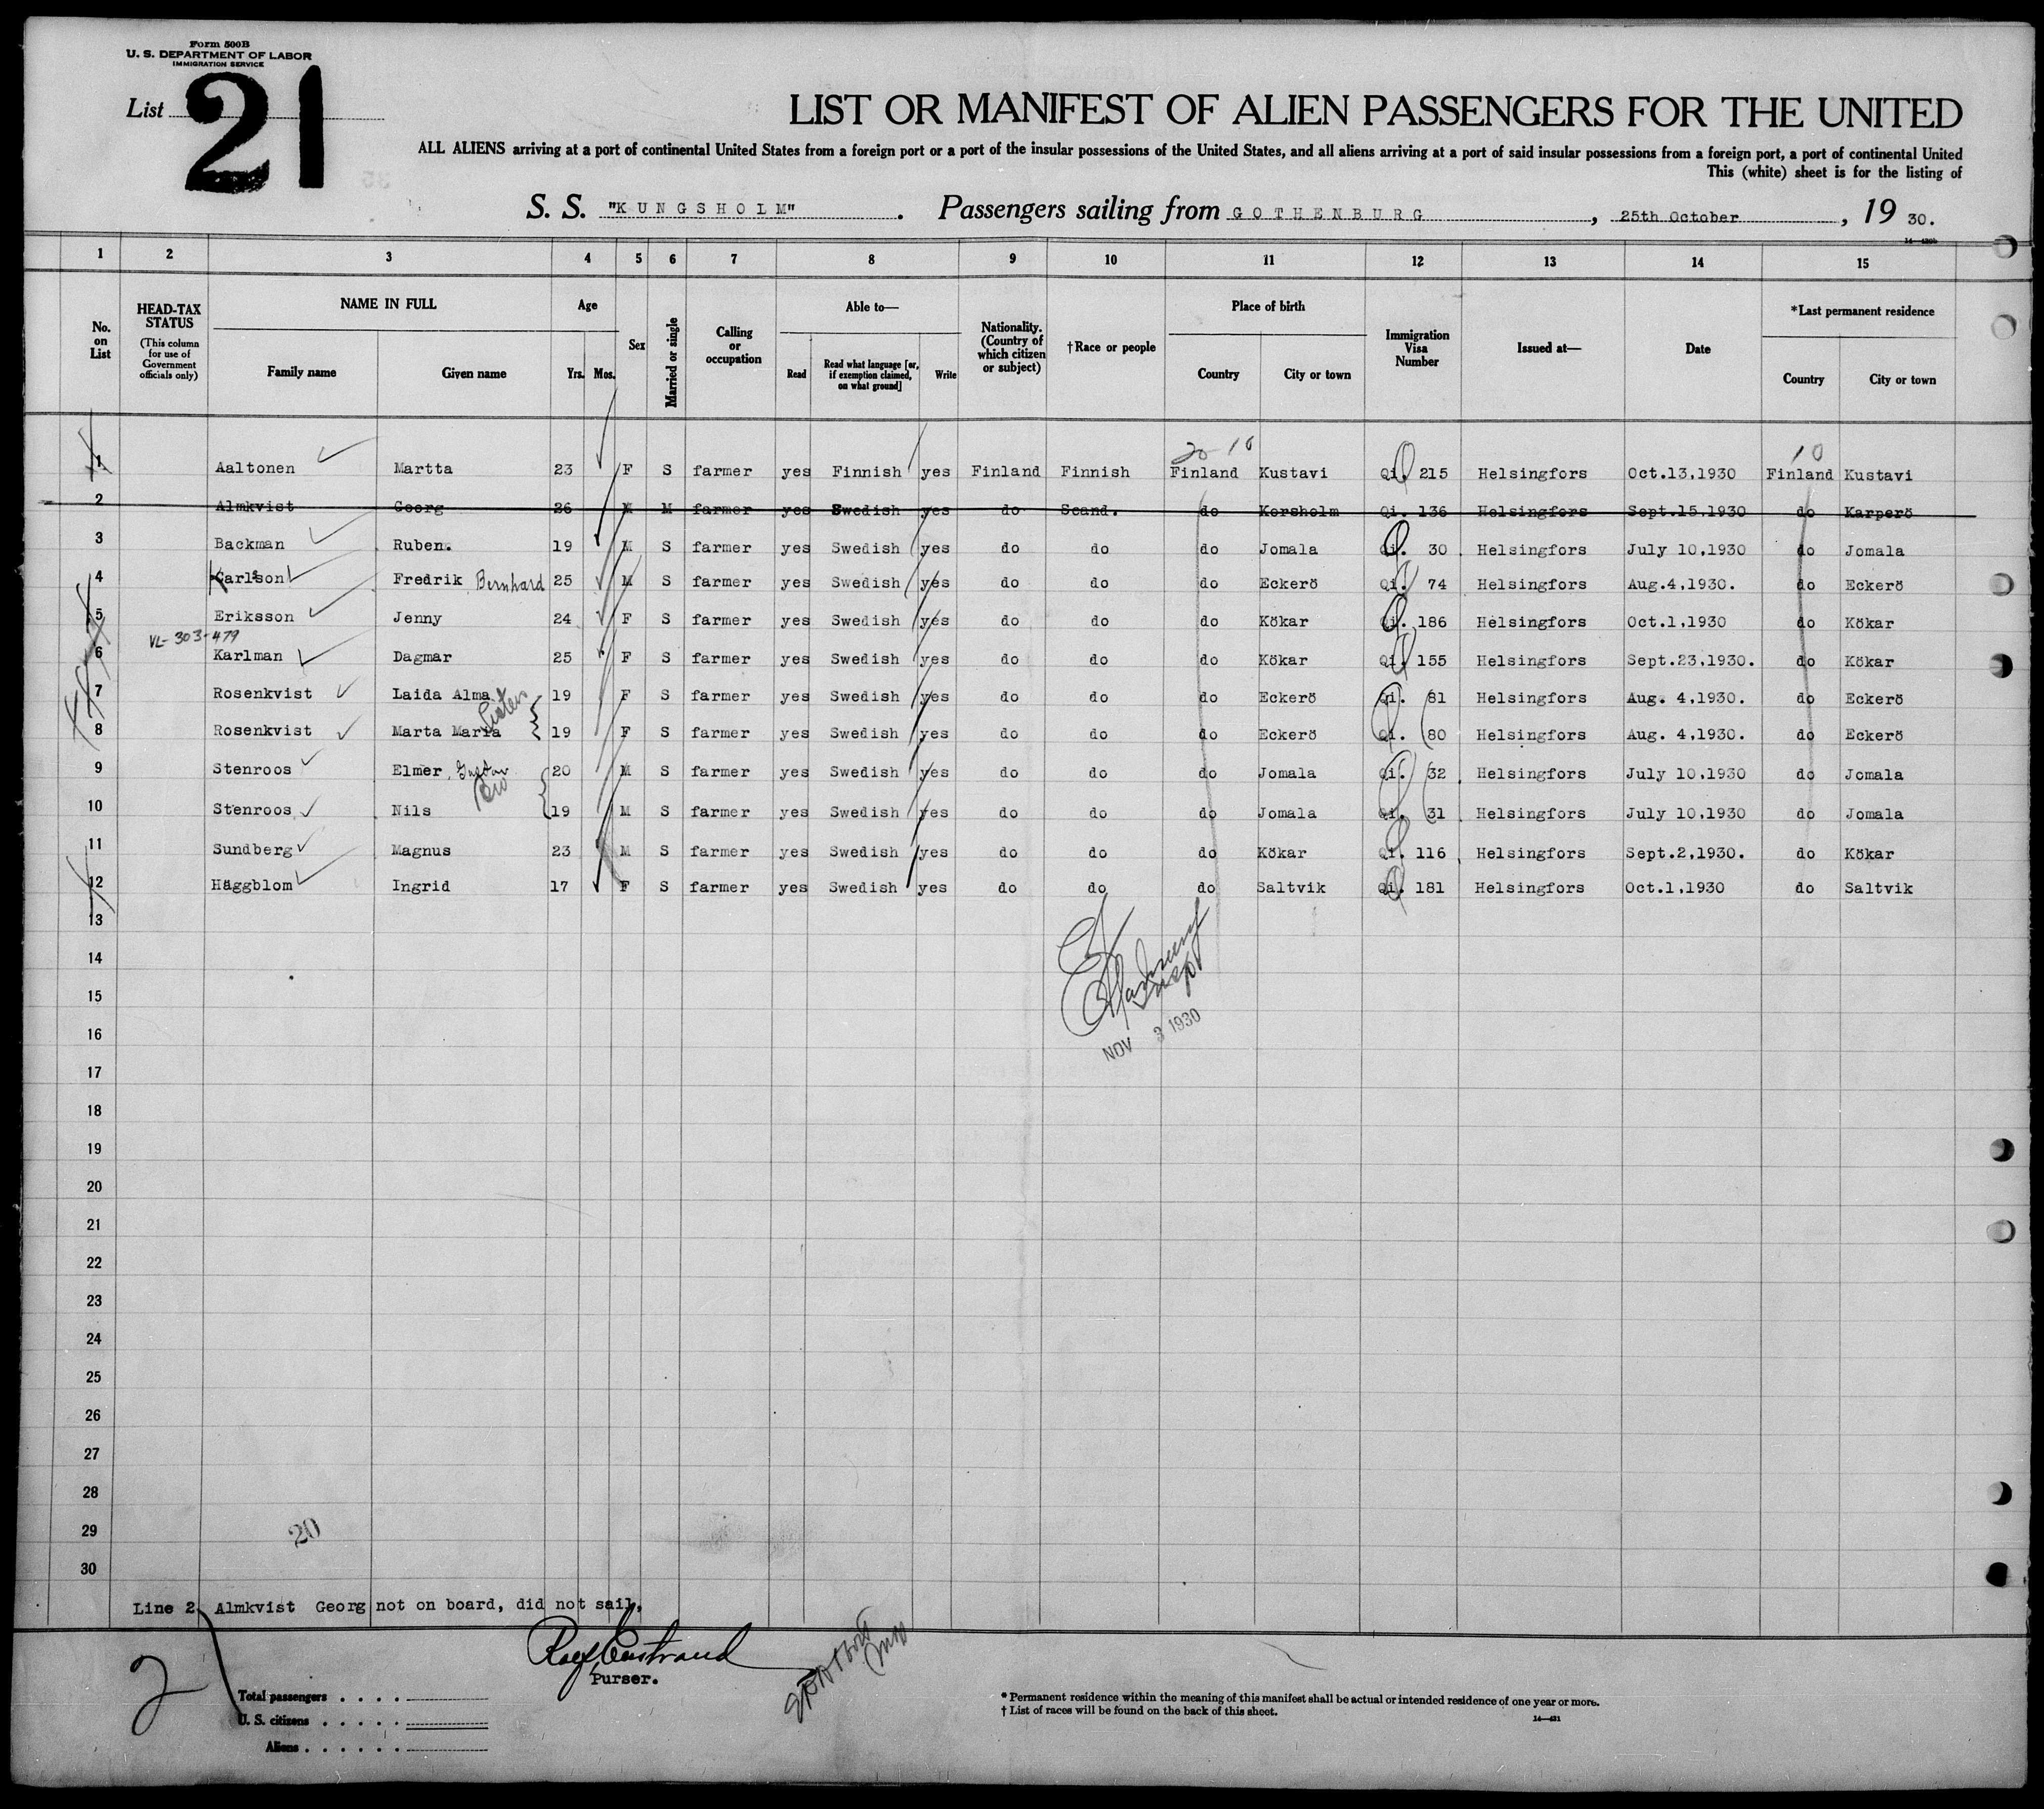 Form 500B
U. S. DEPARTMENT OF LABOR
IMMIGRATION SERVICE
List 21
LIST OR MANIFEST OF ALIEN PASSENGERS FOR THE UNITED
ALL ALIENS arriving at a port of continental United States from a foreign port or a port of the insular possessions of the United States, and all aliens arriving at a port of said insular possessions from a foreign port, a port of continental United
This (white) sheet is for the listing of
S. S. "KUNGSHOLM". Passengers sailing from GOTHENBURG, 25th October, 19 30.
1 2 3 4 5 6 7 8 9 10 11 12 13 14 15
No. on List
HEAD-TAX STATUS
(This column for use of Government officials only)
NAME IN FULL
Family name Given name
Age
Yrs. Mos.
Sex
Married or single
Calling or occupation
Able to—
Read
Read what language [or, if exemption claimed, on what ground]
Write
Nationality. (Country of which citizen or subject)
†Race or people
Place of birth
Country City or town
Immigration Visa Number
Issued at—
Date
*Last permanent residence
Country City or town
20-10 10
1 Aaltonen Martta 23 F S farmer yes Finnish yes Finland Finnish Finland Kustavi Qi. 215 Helsingfors Oct.13,1930 Finland Kustavi
2 Almkvist Georg 26 M M farmer yes Swedish yes do Scand. do Korsholm Qi. 136 Helsingfors Sept.15,1930 do Karperö
3 Backman Ruben. 19 M S farmer yes Swedish yes do do do Jomala Qi. 30 Helsingfors July 10,1930 do Jomala
4 Carlsson Fredrik Bernhard 25 M S farmer yes Swedish yes do do do Eckerö Qi. 74 Helsingfors Aug.4,1930. do Eckerö
5 Eriksson Jenny 24 F S farmer yes Swedish yes do do do Kökar Qi. 186 Helsingfors Oct.1,1930 do Kökar
VL-303-479
6 Karlman Dagmar 25 F S farmer yes Swedish yes do do do Kökar Qi. 155 Helsingfors Sept.23,1930. do Kökar
7 Rosenkvist Laida Alma 19 F S farmer yes Swedish yes do do do Eckerö Qi. 81 Helsingfors Aug. 4,1930. do Eckerö
Sisters
8 Rosenkvist Marta Maria 19 F S farmer yes Swedish yes do do do Eckerö Qi. 80 Helsingfors Aug. 4,1930. do Eckerö
9 Stenroos Elmer, Gustav 20 M S farmer yes Swedish yes do do do Jomala Qi. 32 Helsingfors July 10,1930 do Jomala
Bro
10 Stenroos Nils 19 M S farmer yes Swedish yes do do do Jomala Qi. 31 Helsingfors July 10,1930 do Jomala
11 Sundberg Magnus 23 M S farmer yes Swedish yes do do do Kökar Qi. 116 Helsingfors Sept.2,1930. do Kökar
12 Häggblom Ingrid 17 F S farmer yes Swedish yes do do do Saltvik Qi. 181 Helsingfors Oct.1,1930 do Saltvik
13
14
15
Insp
16
NOV 3 1930
17
18
19
20
21
22
23
24
25
26
27
28
29
20
30
Line 2 Almkvist Georg not on board, did not sail,
Purser.
2
Total passengers
U. S. citizens
Aliens
* Permanent residence within the meaning of this manifest shall be actual or intended residence of one year or more.
† List of races will be found on the back of this sheet.
14—421